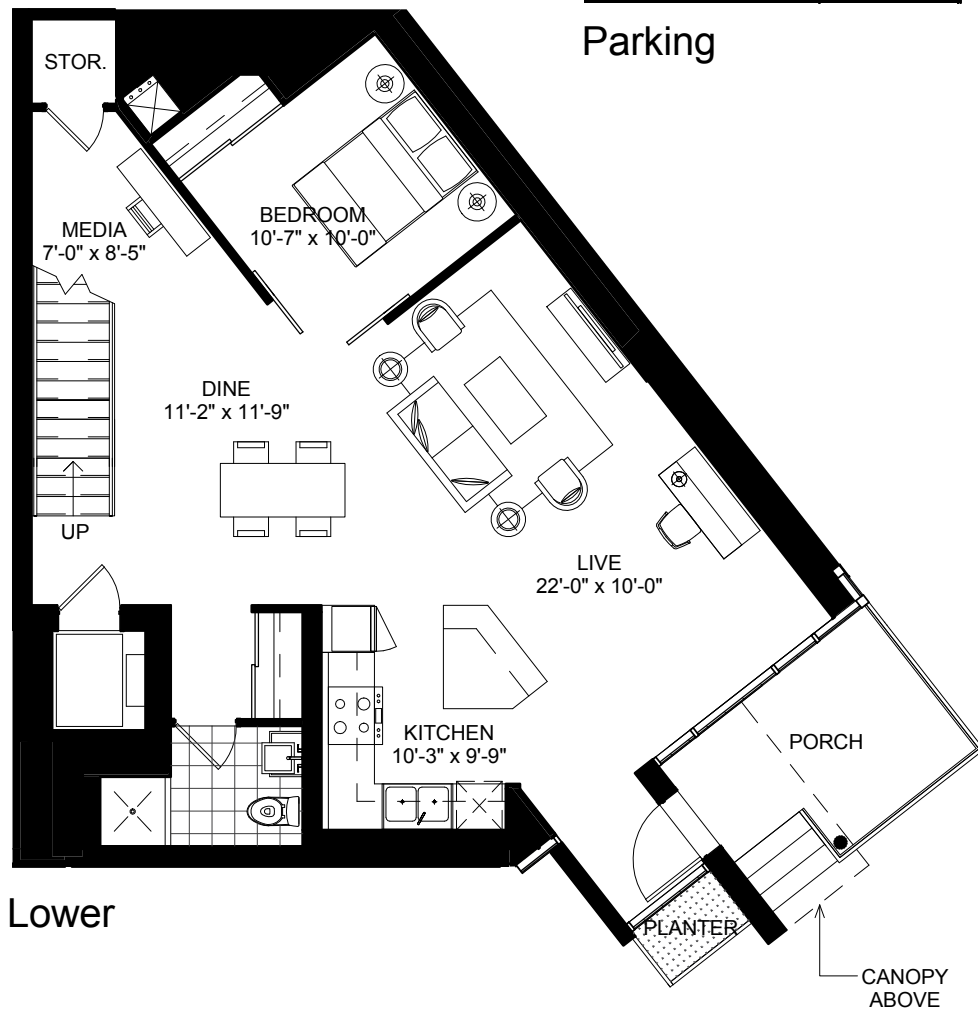 Parking
STOR.
MEDIA
7'-0" x 8'-5"
BEDROOM
10'-7" x 10'-0"
DINE
11'-2" x 11'-9"
UP
LIVE
22'-0" x 10'-0"
KITCHEN
10'-3" x 9'-9"
PORCH
PLANTER
Lower
CANOPY
ABOVE